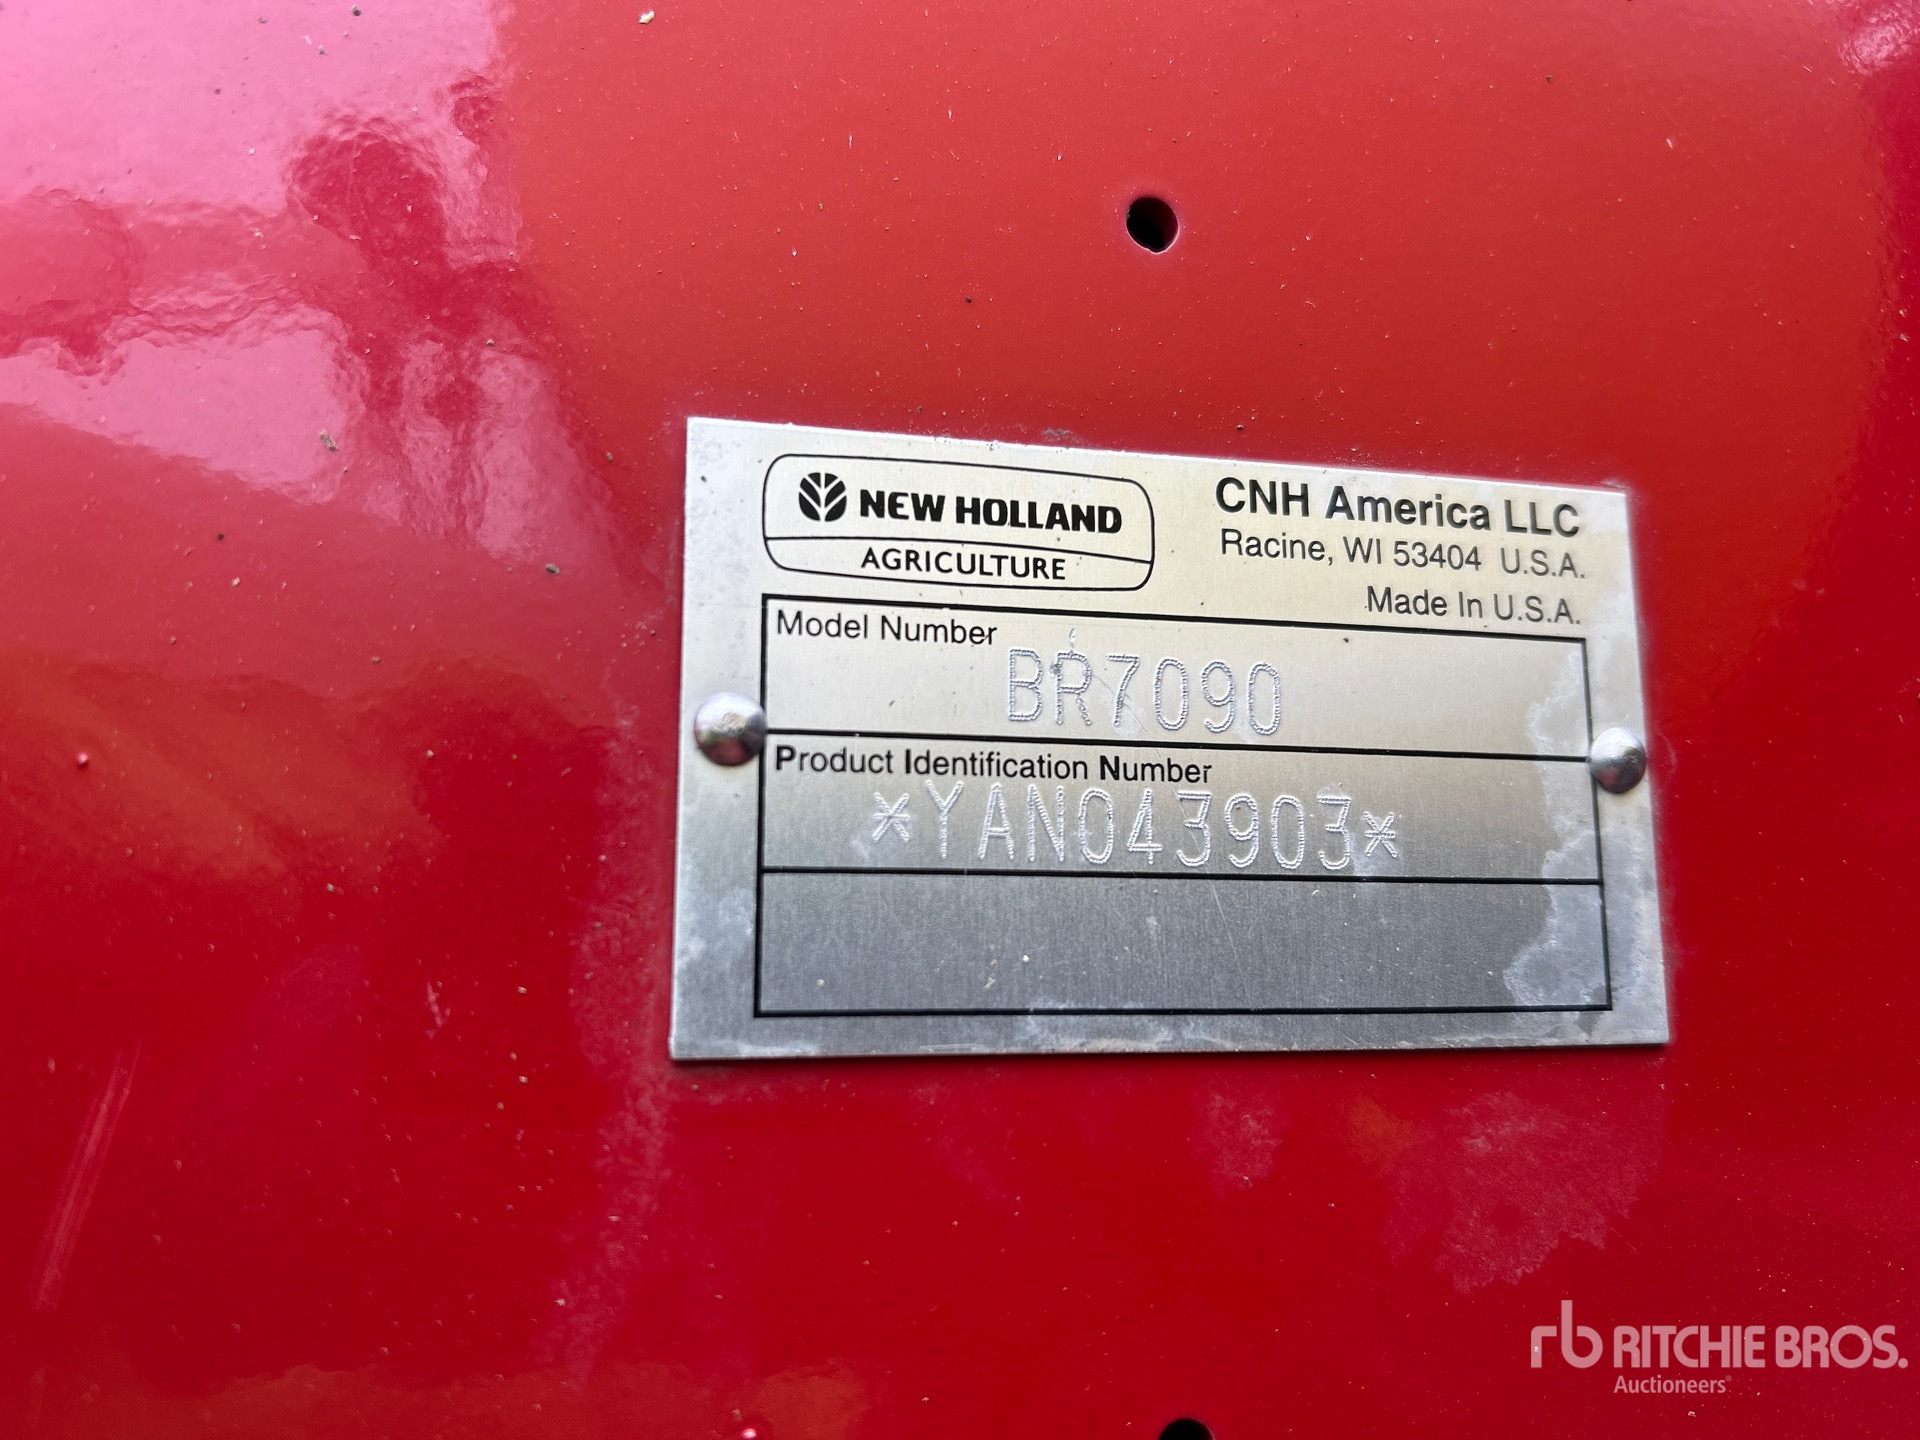 NEW HOLLAND
AGRICULTURE
CNH America LLC
Racine, WI 53404 U.S.A.
Made In U.S.A.
Model Number
BR7090
Product Identification Number
*YAN043903*
rb RITCHIE BROS.
Auctioneers